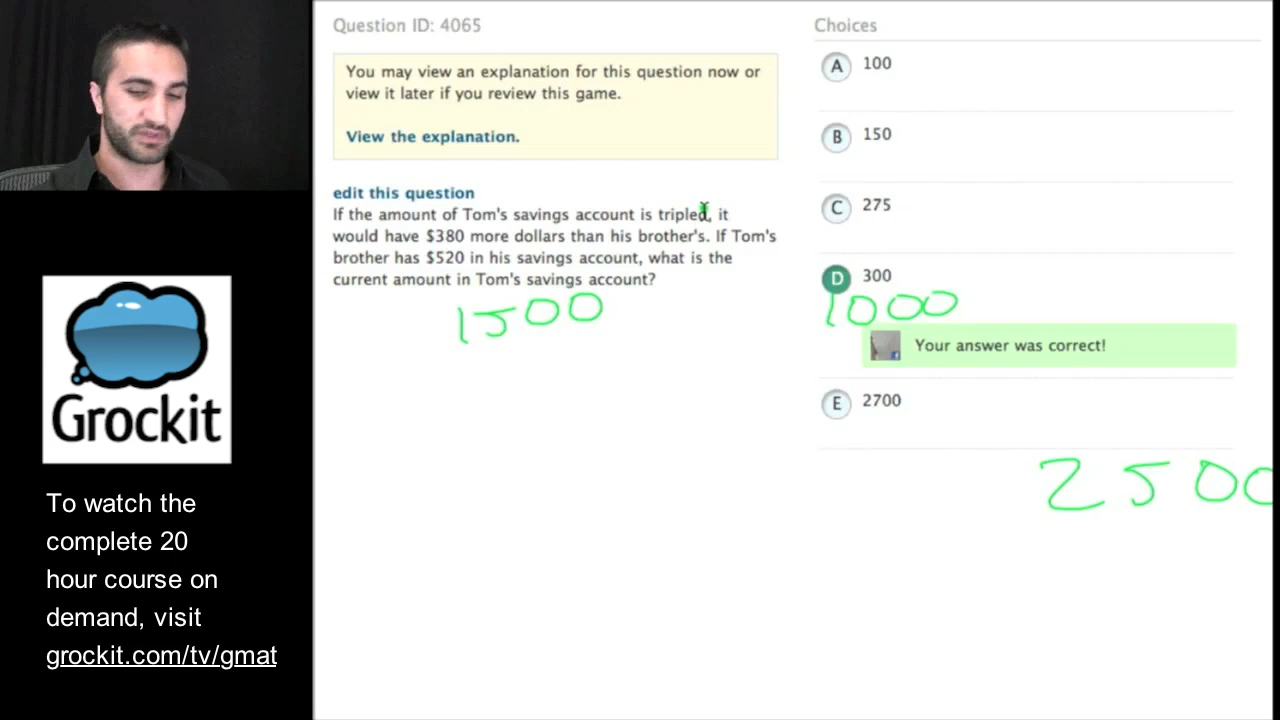 Question ID: 4065
You may view an explanation for this question now or
view it later if you review this game.
View the explanation.
edit this question
If the amount of Tom's savings account is tripled, it
would have $380 more dollars than his brother's. If Tom's
brother has $520 in his savings account, what is the
current amount in Tom's savings account?
1500
Choices
A 100
B 150
C 275
D 300
1000
Your answer was correct!
E 2700
2500
Grockit
To watch the
complete 20
hour course on
demand, visit
grockit.com/tv/gmat